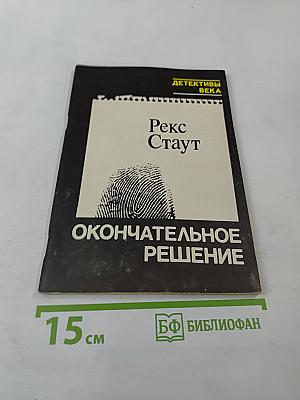 ДЕТЕКТИВЫ
ВЕКА
Рекс
Стаут
ОКОНЧАТЕЛЬНОЕ
РЕШЕНИЕ
15 см
БФ БИБЛИОФАН